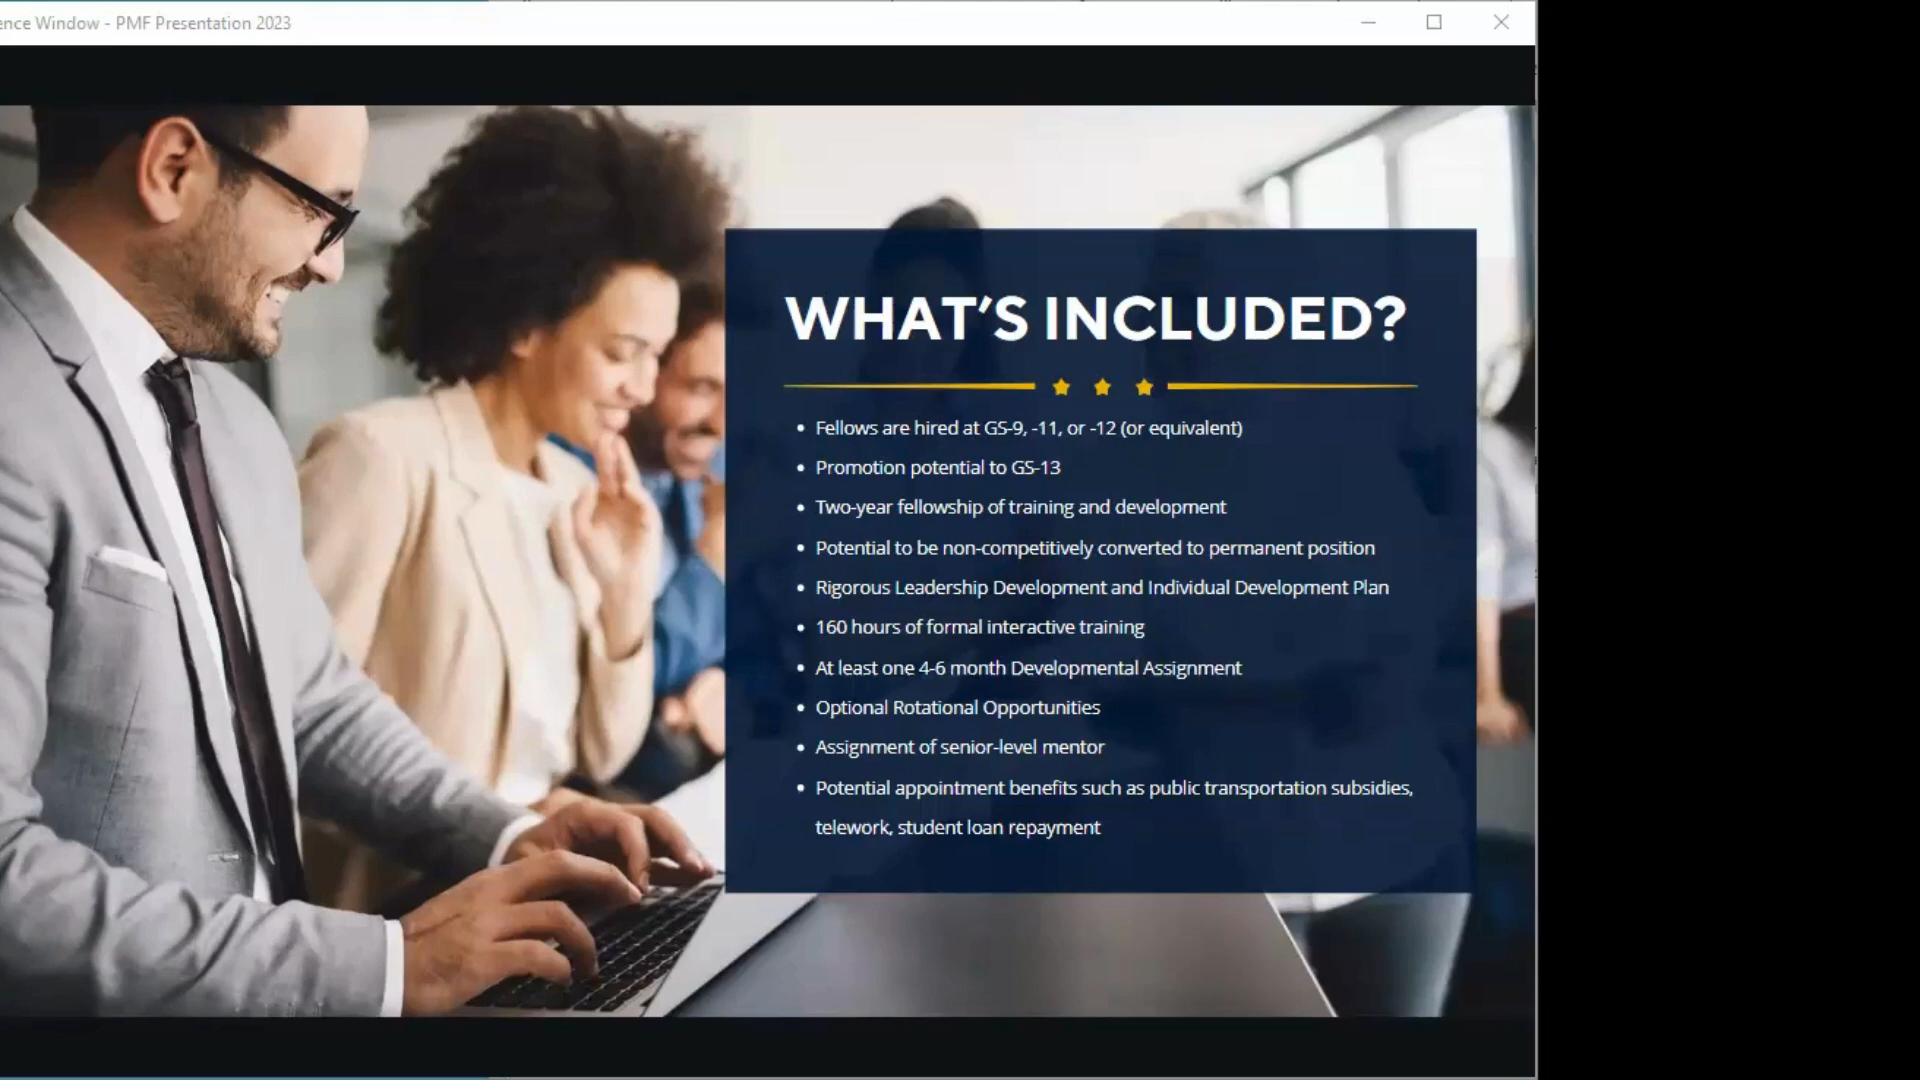 ence Window - PMF Presentation 2023
WHAT'S INCLUDED?
• Fellows are hired at GS-9, -11, or -12 (or equivalent)
• Promotion potential to GS-13
• Two-year fellowship of training and development
• Potential to be non-competitively converted to permanent position
• Rigorous Leadership Development and Individual Development Plan
• 160 hours of formal interactive training
• At least one 4-6 month Developmental Assignment
• Optional Rotational Opportunities
• Assignment of senior-level mentor
• Potential appointment benefits such as public transportation subsidies,
telework, student loan repayment